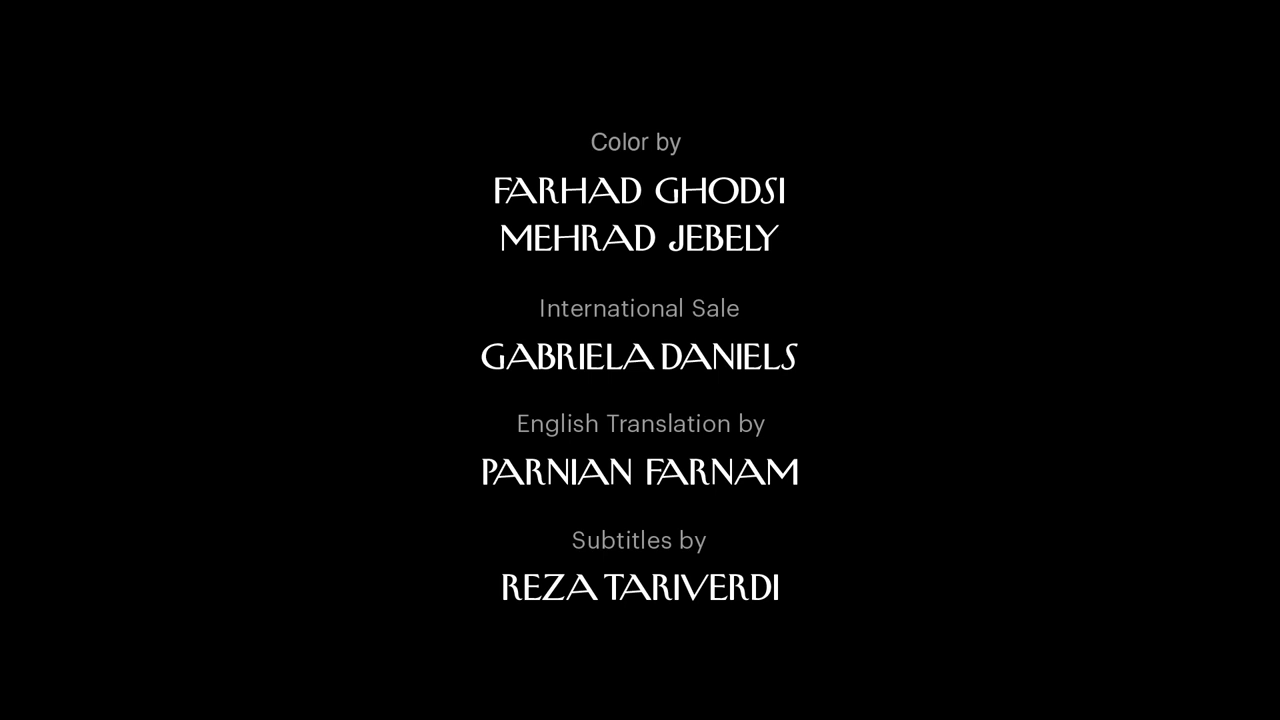 Color by
FARHAD GHODSI
MEHRAD JEBELY
International Sale
GABRIELA DANIELS
English Translation by
PARNIAN FARNAM
Subtitles by
REZA TARIVERDI